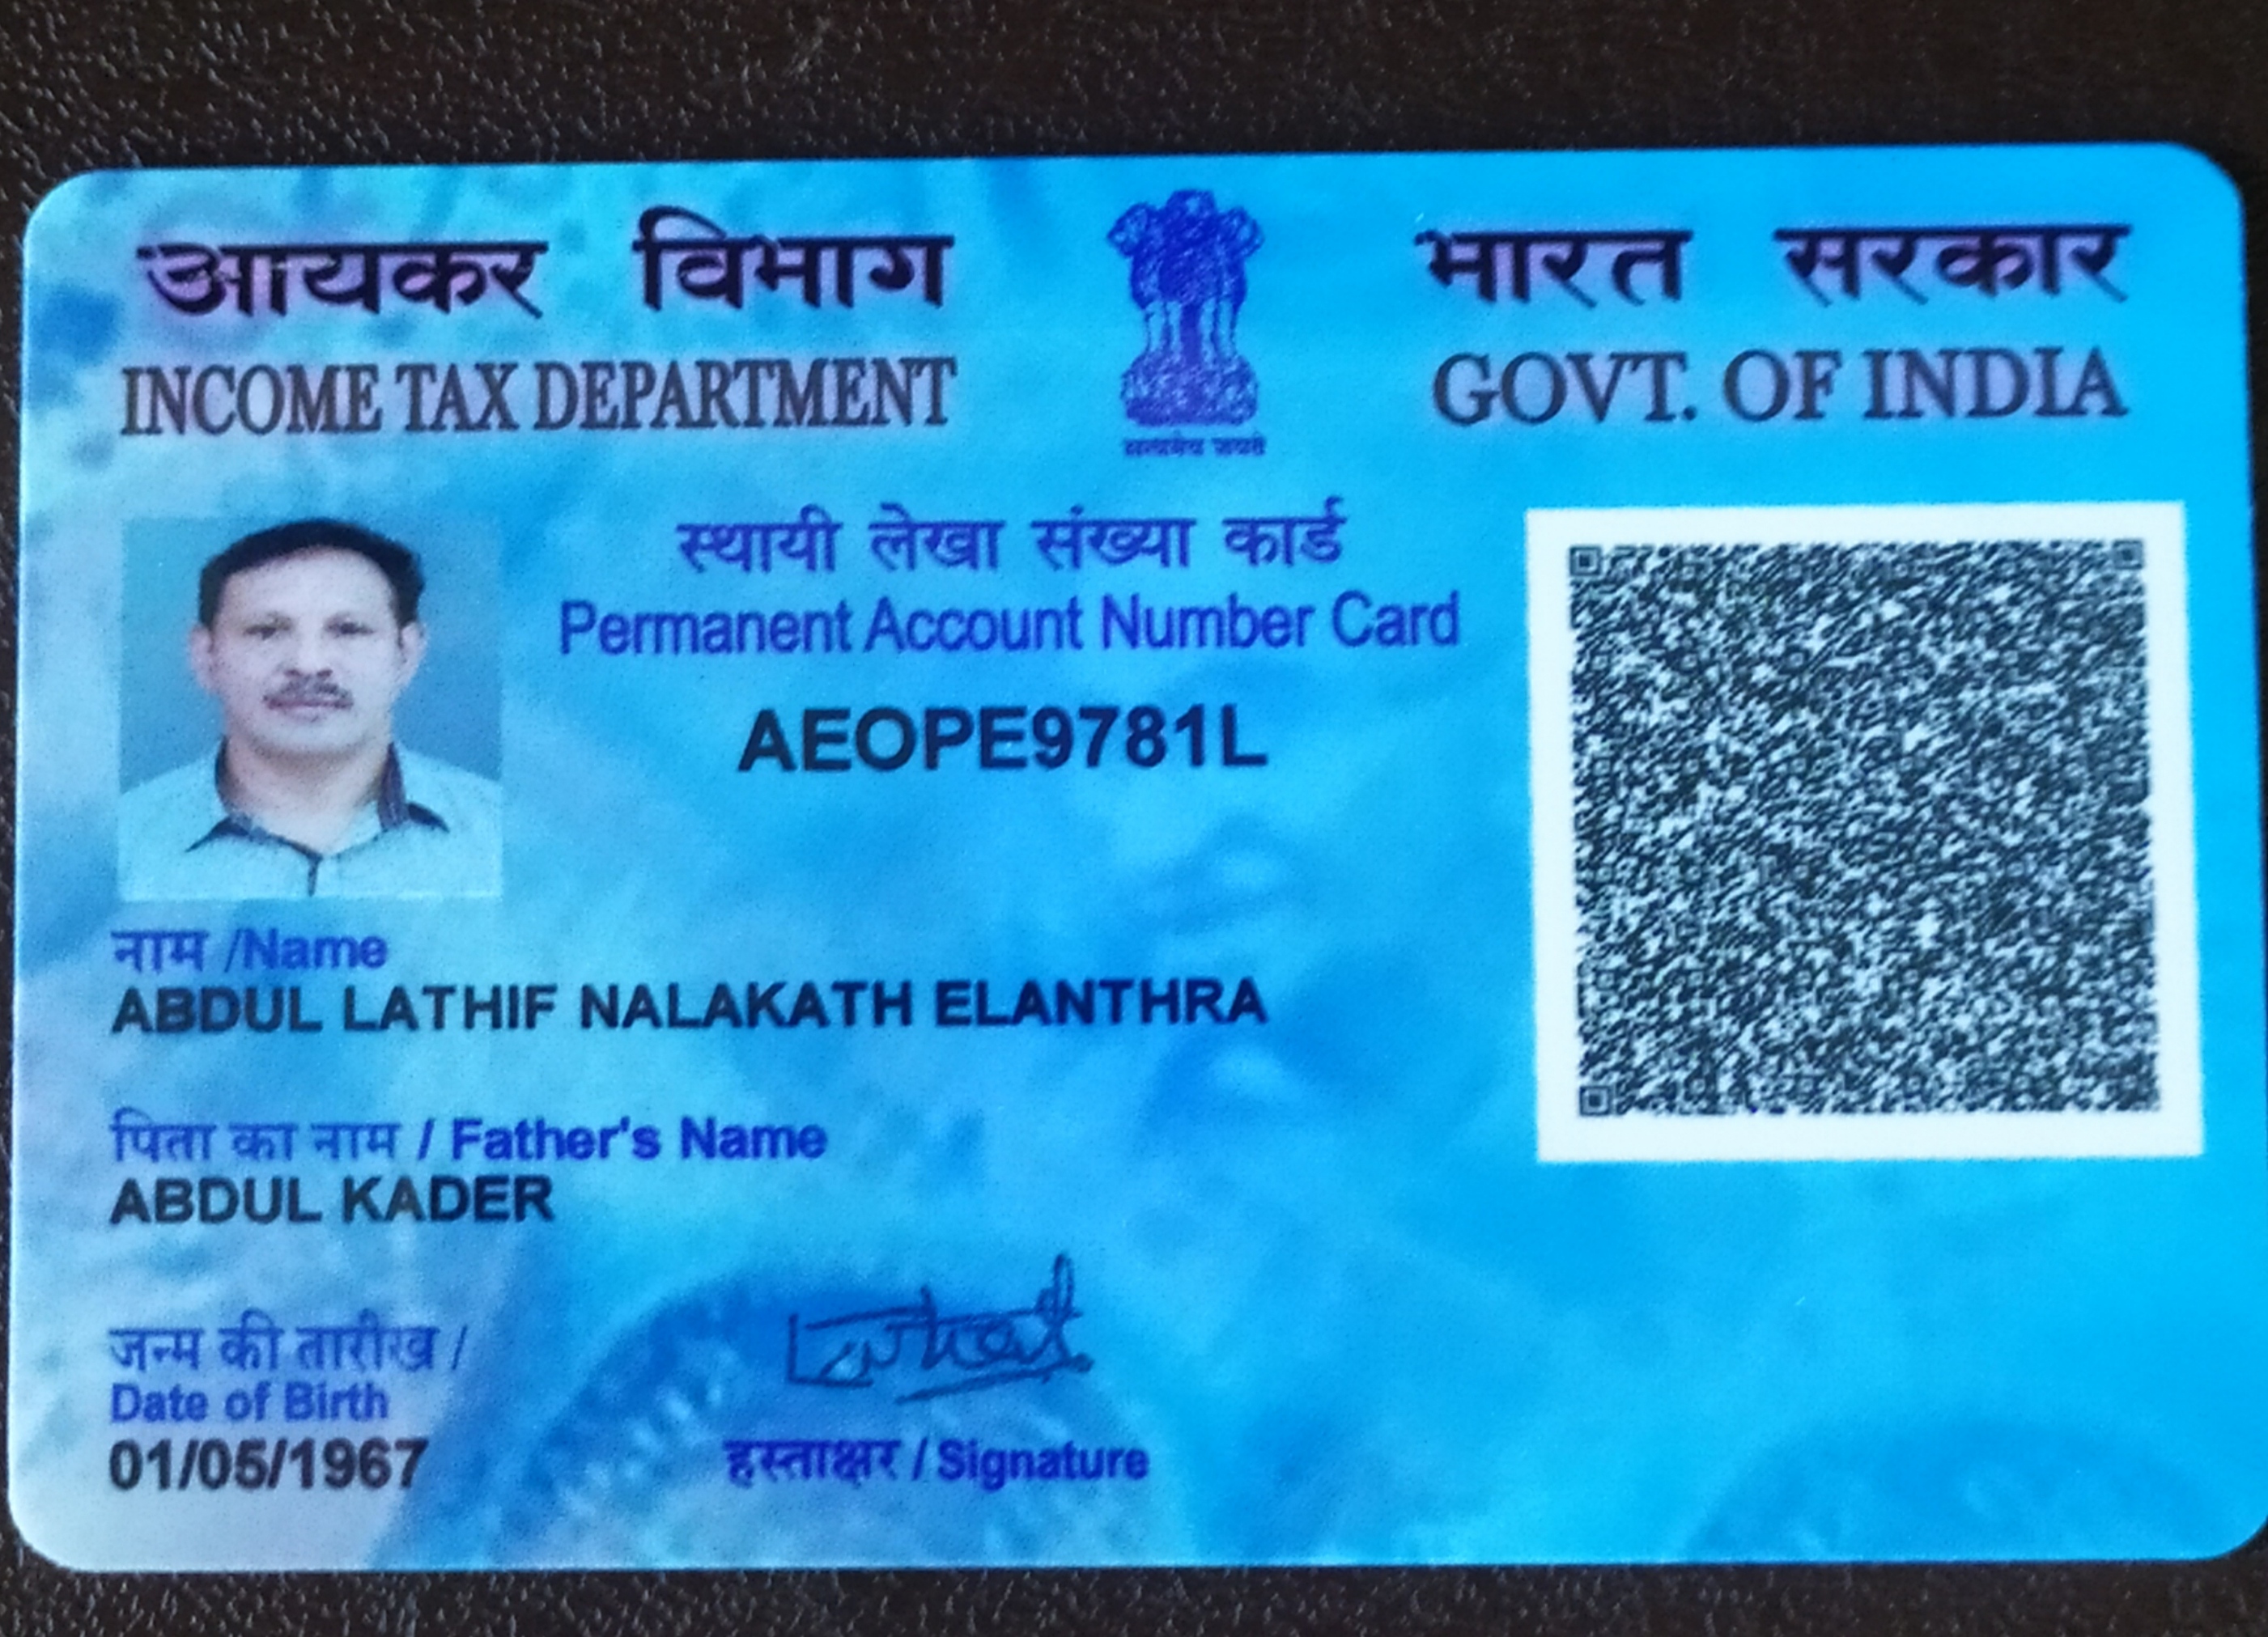 आयकर विभाग
INCOME TAX DEPARTMENT
सत्यमेव जयते
भारत सरकार
GOVT. OF INDIA
स्थायी लेखा संख्या कार्ड
Permanent Account Number Card
AEOPE9781L
नाम /Name
ABDUL LATHIF NALAKATH ELANTHRA
पिता का नाम / Father's Name
ABDUL KADER
जन्म की तारीख /
Date of Birth
01/05/1967
हस्ताक्षर / Signature